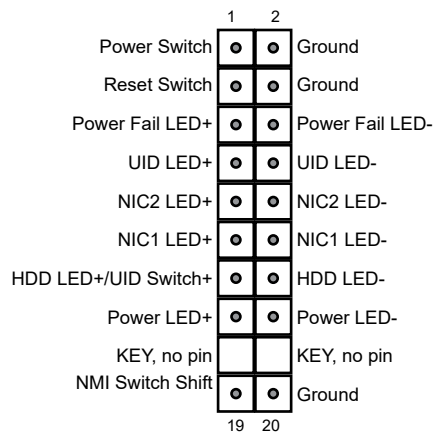 1 2
Power Switch Ground
Reset Switch Ground
Power Fail LED+ Power Fail LED-
UID LED+ UID LED-
NIC2 LED+ NIC2 LED-
NIC1 LED+ NIC1 LED-
HDD LED+/UID Switch+ HDD LED-
Power LED+ Power LED-
KEY, no pin KEY, no pin
NMI Switch Shift Ground
19 20